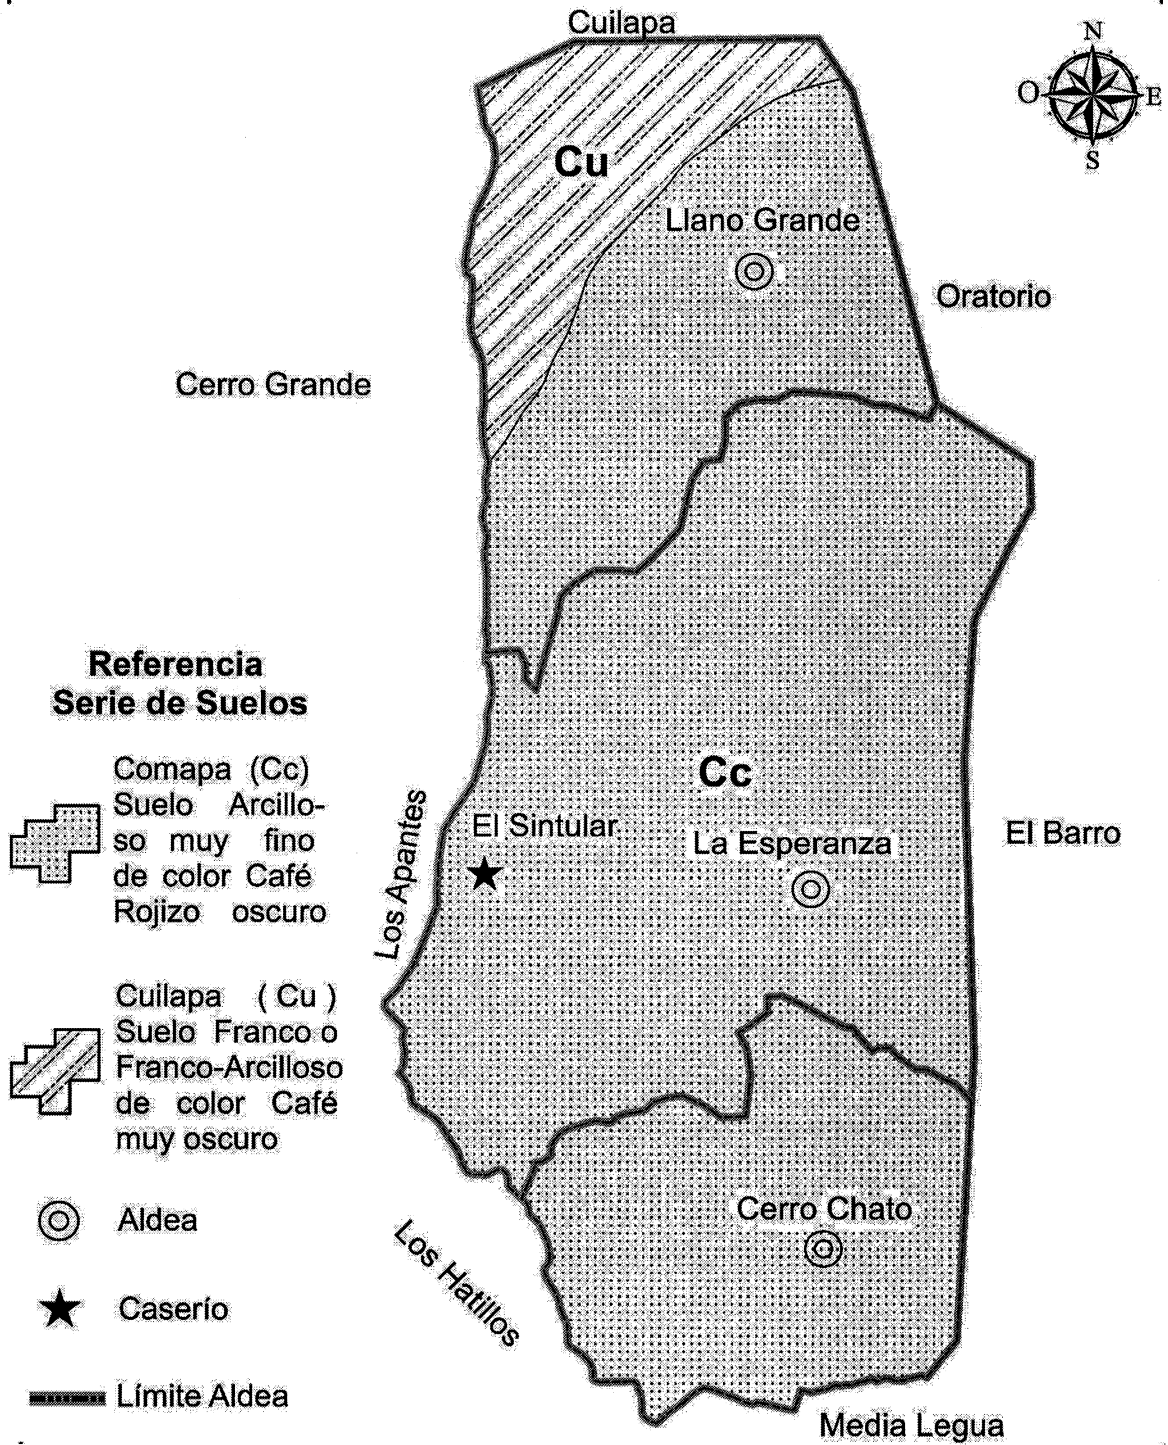 Cuilapa
N
O
E
S
Cu
Llano Grande
Oratorio
Cerro Grande
Referencia
Serie de Suelos
Comapa (Cc)
Suelo Arcillo-
so muy fino
de color Café
Rojizo oscuro
Cc
El Sintular
La Esperanza
El Barro
Los Apantes
Cuilapa ( Cu )
Suelo Franco o
Franco-Arcilloso
de color Café
muy oscuro
Aldea
Cerro Chato
Los Hatillos
Caserío
Límite Aldea
Media Legua